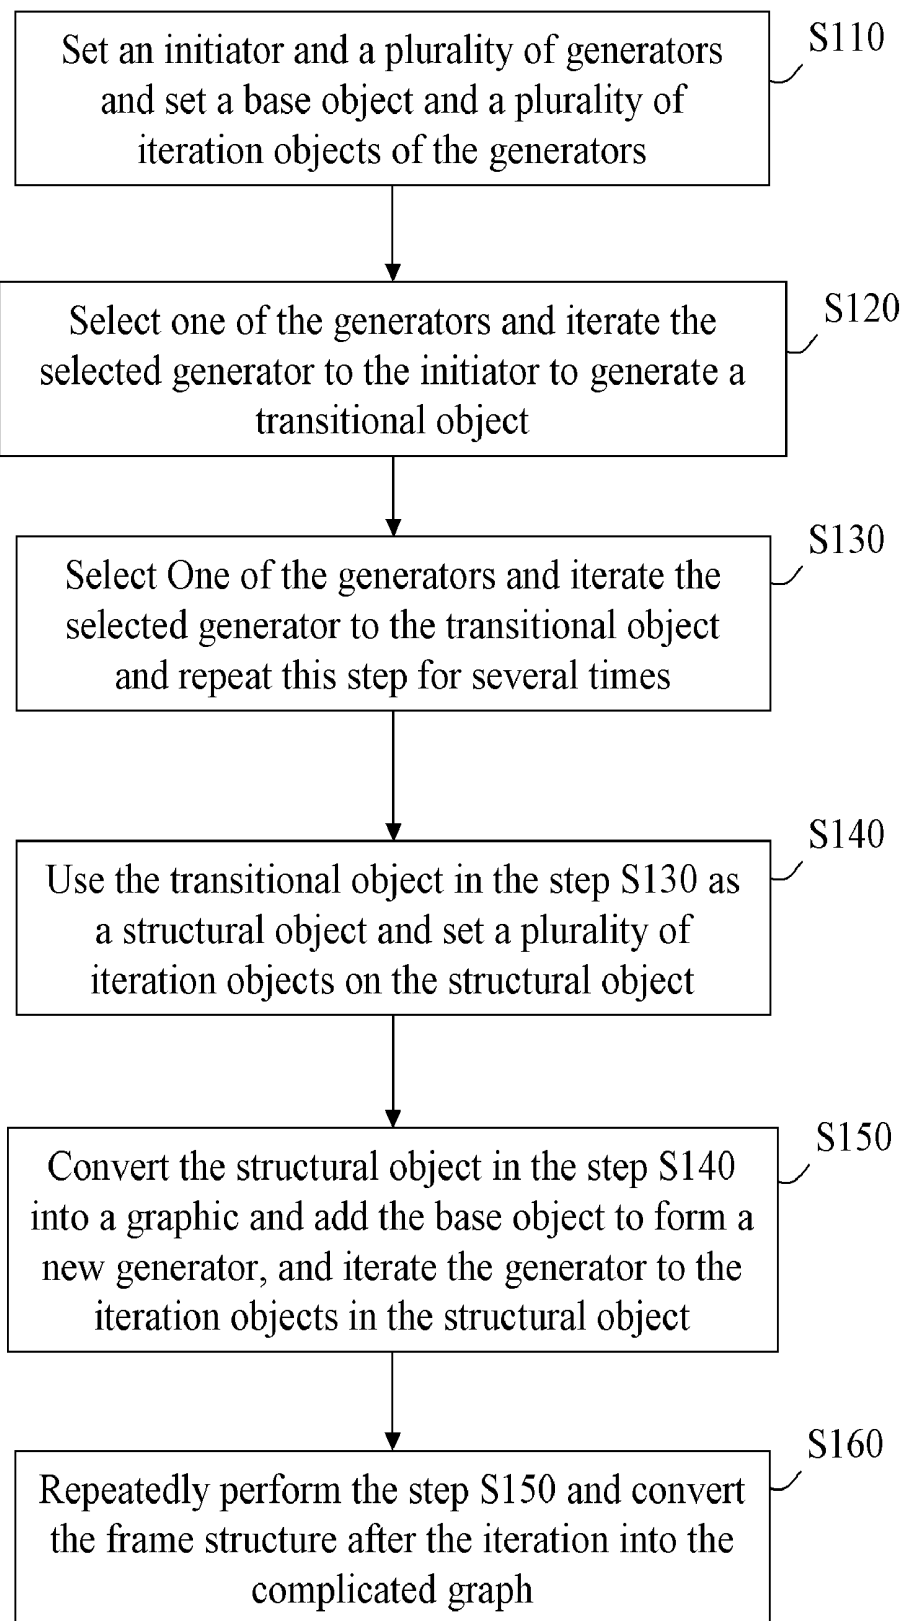 Set an initiator and a plurality of generators
and set a base object and a plurality of
iteration objects of the generators
S110
Select one of the generators and iterate the
selected generator to the initiator to generate a
transitional object
S120
Select One of the generators and iterate the
selected generator to the transitional object
and repeat this step for several times
S130
Use the transitional object in the step S130 as
a structural object and set a plurality of
iteration objects on the structural object
S140
Convert the structural object in the step S140
into a graphic and add the base object to form a
new generator, and iterate the generator to the
iteration objects in the structural object
S150
Repeatedly perform the step S150 and convert
the frame structure after the iteration into the
complicated graph
S160